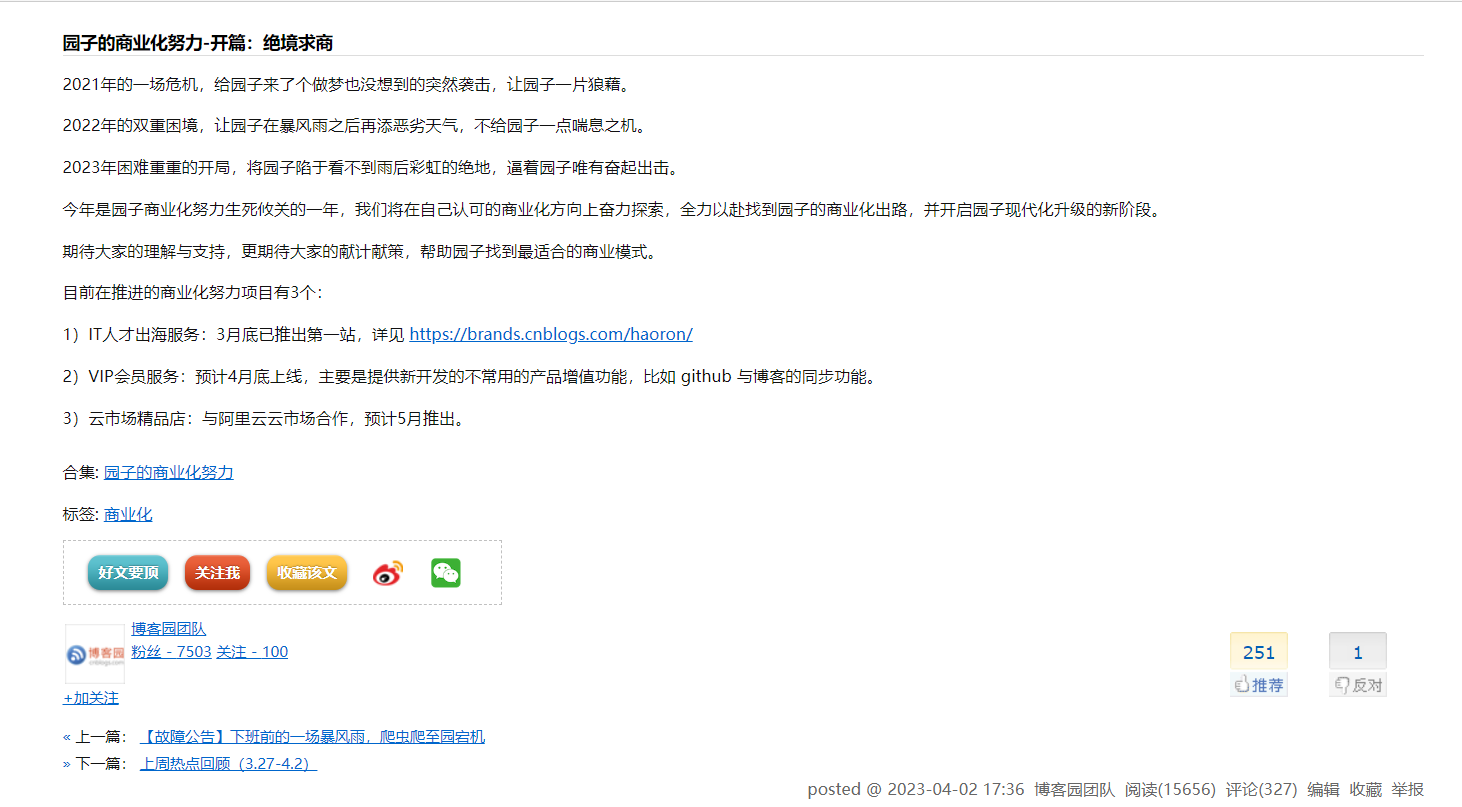 园子的商业化努力-开篇：绝境求商
2021年的一场危机，给园子来了个做梦也没想到的突然袭击，让园子一片狼藉。
2022年的双重困境，让园子在暴风雨之后再添恶劣天气，不给园子一点喘息之机。
2023年困难重重的开局，将园子陷于看不到雨后彩虹的绝地，逼着园子唯有奋起出击。
今年是园子商业化努力生死攸关的一年，我们将在自己认可的商业化方向上奋力探索，全力以赴找到园子的商业化出路，并开启园子现代化升级的新阶段。
期待大家的理解与支持，更期待大家的献计献策，帮助园子找到最适合的商业模式。
目前在推进的商业化努力项目有3个：
1）IT人才出海服务：3月底已推出第一站，详见 https://brands.cnblogs.com/haoron/
2）VIP会员服务：预计4月底上线，主要是提供新开发的不常用的产品增值功能，比如 github 与博客的同步功能。
3）云市场精品店：与阿里云云市场合作，预计5月推出。
合集: 园子的商业化努力
标签: 商业化
好文要顶 关注我 收藏该文
博客园 cnblogs.com
博客园团队
粉丝 - 7503 关注 - 100
+加关注
251 推荐
1 反对
« 上一篇： 【故障公告】下班前的一场暴风雨，爬虫爬至园宕机
» 下一篇： 上周热点回顾（3.27-4.2）
posted @ 2023-04-02 17:36 博客园团队 阅读(15656) 评论(327) 编辑 收藏 举报